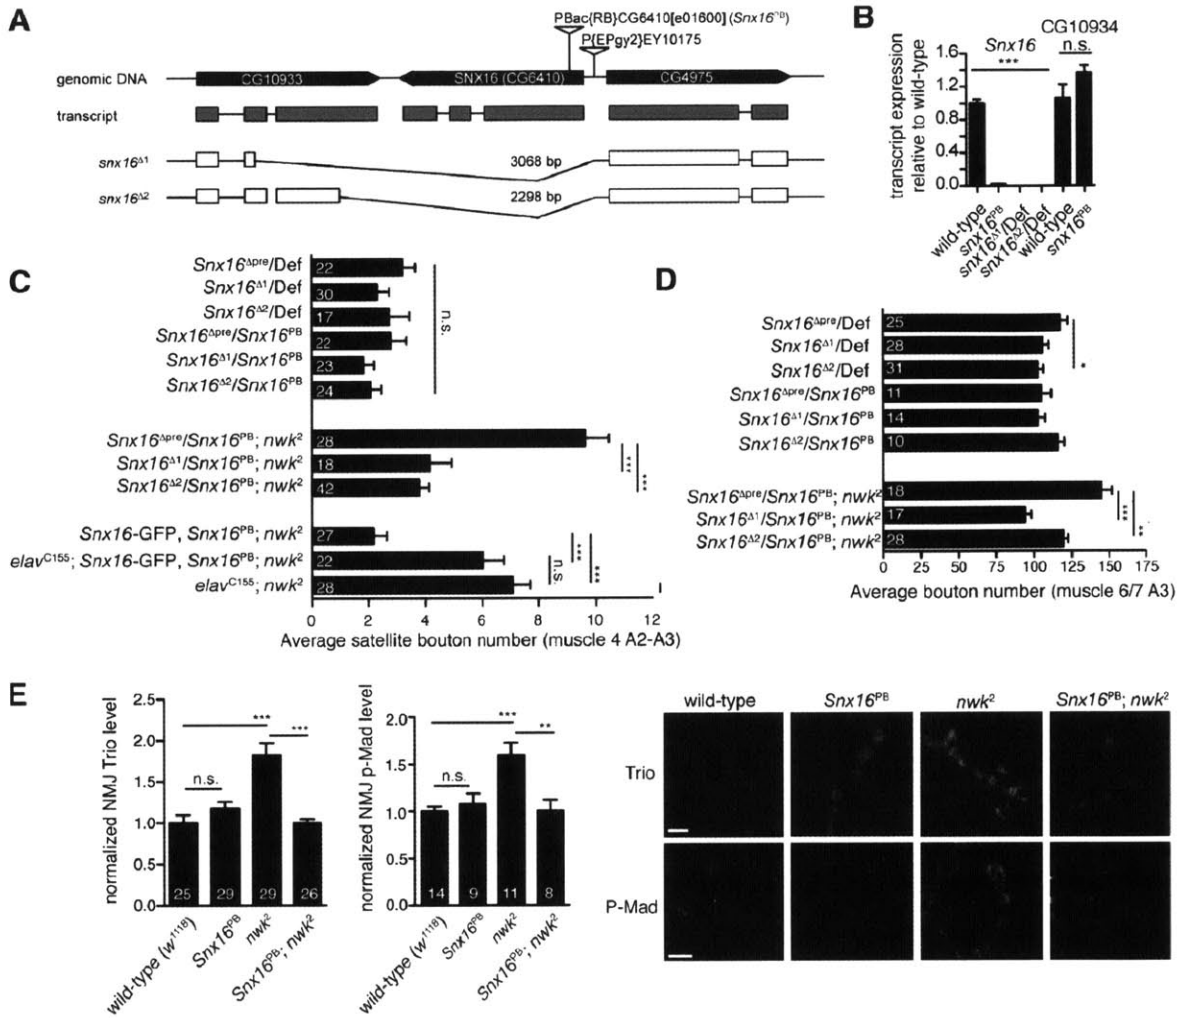 A
PBac{RB}CG6410[e01600] (Snx16ᴾᴮ)
P{EPgy2}EY10175
genomic DNA
CG10933 SNX16 (CG6410) CG4975
transcript
snx16Δ1 3068 bp
snx16Δ2 2298 bp
B
CG10934
Snx16 n.s.
***
transcript expression
relative to wild-type
1.6
1.2
0.8
0.4
0.0
wild-type
snx16ᴾᴮ
snx16Δ1/Def
snx16Δ2/Def
wild-type
snx16ᴾᴮ
C
Snx16Δpre/Def 22
Snx16Δ1/Def 30
Snx16Δ2/Def 17
Snx16Δpre/Snx16ᴾᴮ 22
Snx16Δ1/Snx16ᴾᴮ 23
Snx16Δ2/Snx16ᴾᴮ 24
n.s.
Snx16Δpre/Snx16ᴾᴮ; nwk² 28
Snx16Δ1/Snx16ᴾᴮ; nwk² 18
Snx16Δ2/Snx16ᴾᴮ; nwk² 42
*** ***
Snx16-GFP, Snx16ᴾᴮ; nwk² 27
elavC155; Snx16-GFP, Snx16ᴾᴮ; nwk² 22
elavC155; nwk² 28
n.s. *** ***
0 2 4 6 8 10 12
Average satellite bouton number (muscle 4 A2-A3)
D
Snx16Δpre/Def 25
Snx16Δ1/Def 28
Snx16Δ2/Def 31
Snx16Δpre/Snx16ᴾᴮ 11
Snx16Δ1/Snx16ᴾᴮ 14
Snx16Δ2/Snx16ᴾᴮ 10
*
Snx16Δpre/Snx16ᴾᴮ; nwk² 18
Snx16Δ1/Snx16ᴾᴮ; nwk² 17
Snx16Δ2/Snx16ᴾᴮ; nwk² 28
*** **
0 25 50 75 100 125 150 175
Average bouton number (muscle 6/7 A3)
E
normalized NMJ Trio level
2.5
2.0
1.5
1.0
0.5
0.0
n.s. *** ***
25 29 29 26
wild-type (w¹¹¹⁸)
Snx16ᴾᴮ
nwk²
Snx16ᴾᴮ; nwk²
normalized NMJ p-Mad level
2.0
1.5
1.0
0.5
0.0
n.s. *** **
14 9 11 8
wild-type (w¹¹¹⁸)
Snx16ᴾᴮ
nwk²
Snx16ᴾᴮ; nwk²
wild-type Snx16ᴾᴮ nwk² Snx16ᴾᴮ; nwk²
Trio
P-Mad